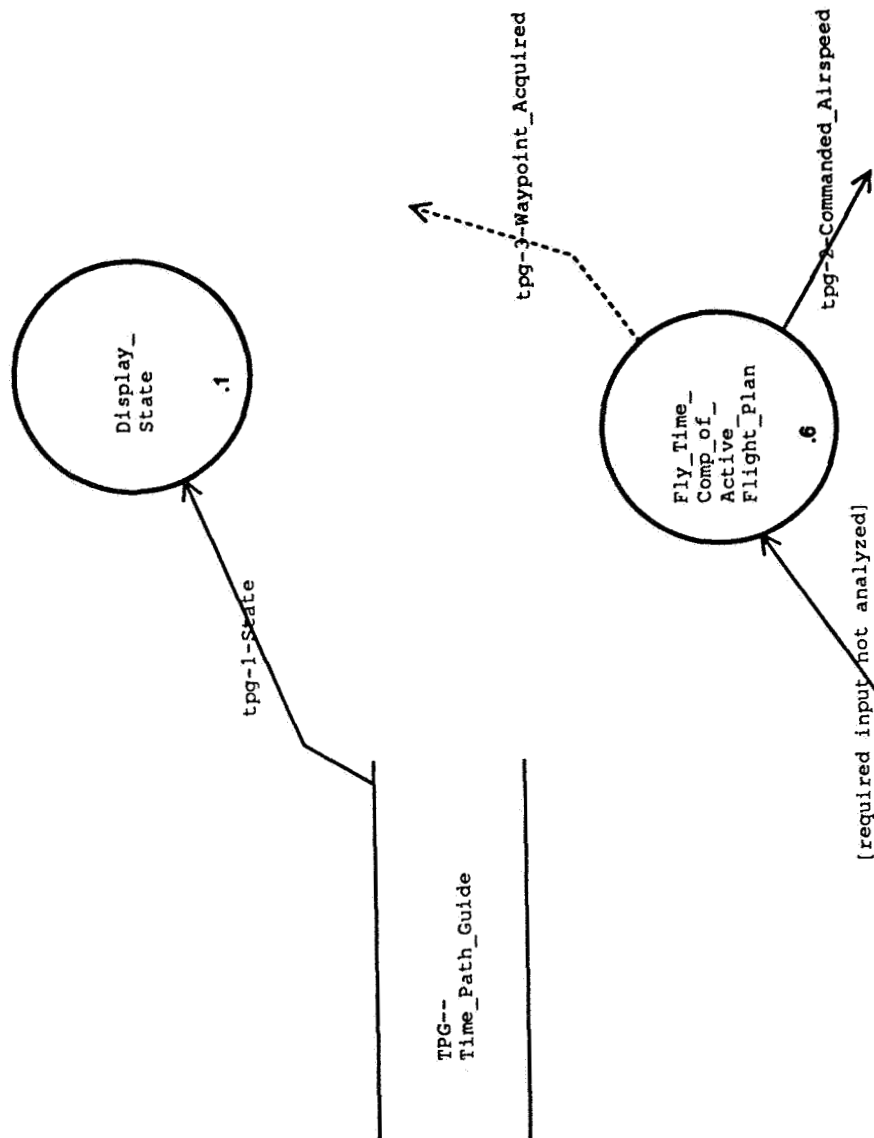 Display_
State
.1
tpg-1-State
TPG--
Time_Path_Guide
tpg-3-Waypoint_Acquired
Fly_Time_
Comp_of_
Active_
Flight_Plan
.6
tpg-2-Commanded_Airspeed
[required input not analyzed]